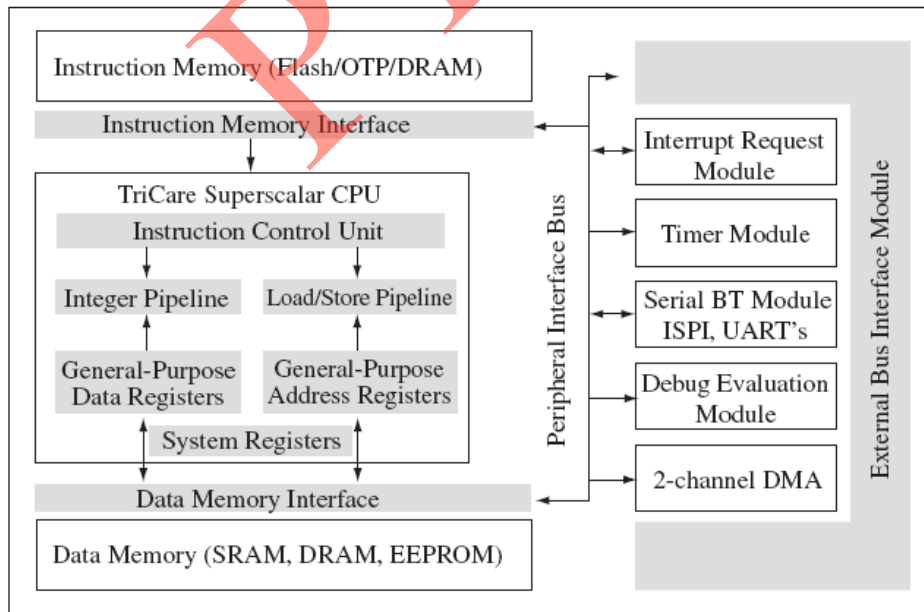 Instruction Memory (Flash/OTP/DRAM)
Instruction Memory Interface
TriCare Superscalar CPU
Instruction Control Unit
Integer Pipeline
Load/Store Pipeline
General-Purpose
Data Registers
General-Purpose
Address Registers
System Registers
Data Memory Interface
Data Memory (SRAM, DRAM, EEPROM)
Peripheral Interface Bus
Interrupt Request
Module
Timer Module
Serial BT Module
ISPI, UART's
Debug Evaluation
Module
2-channel DMA
External Bus Interface Module